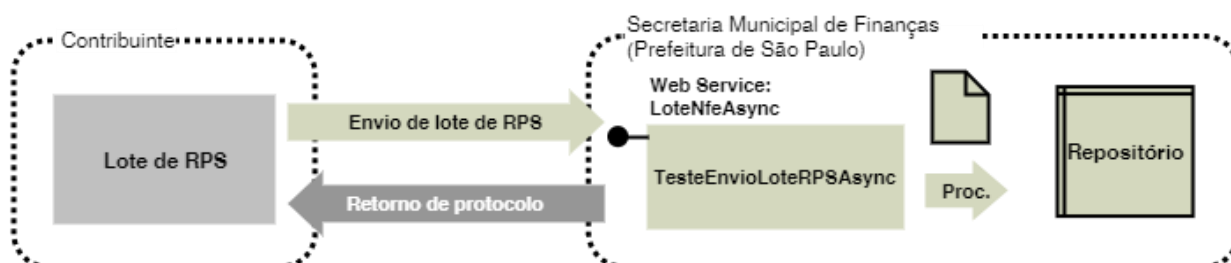 Contribuinte
Secretaria Municipal de Finanças
(Prefeitura de São Paulo)
Web Service:
LoteNfeAsync
Envio de lote de RPS
Lote de RPS
TesteEnvioLoteRPSAsync
Repositório
Proc.
Retorno de protocolo